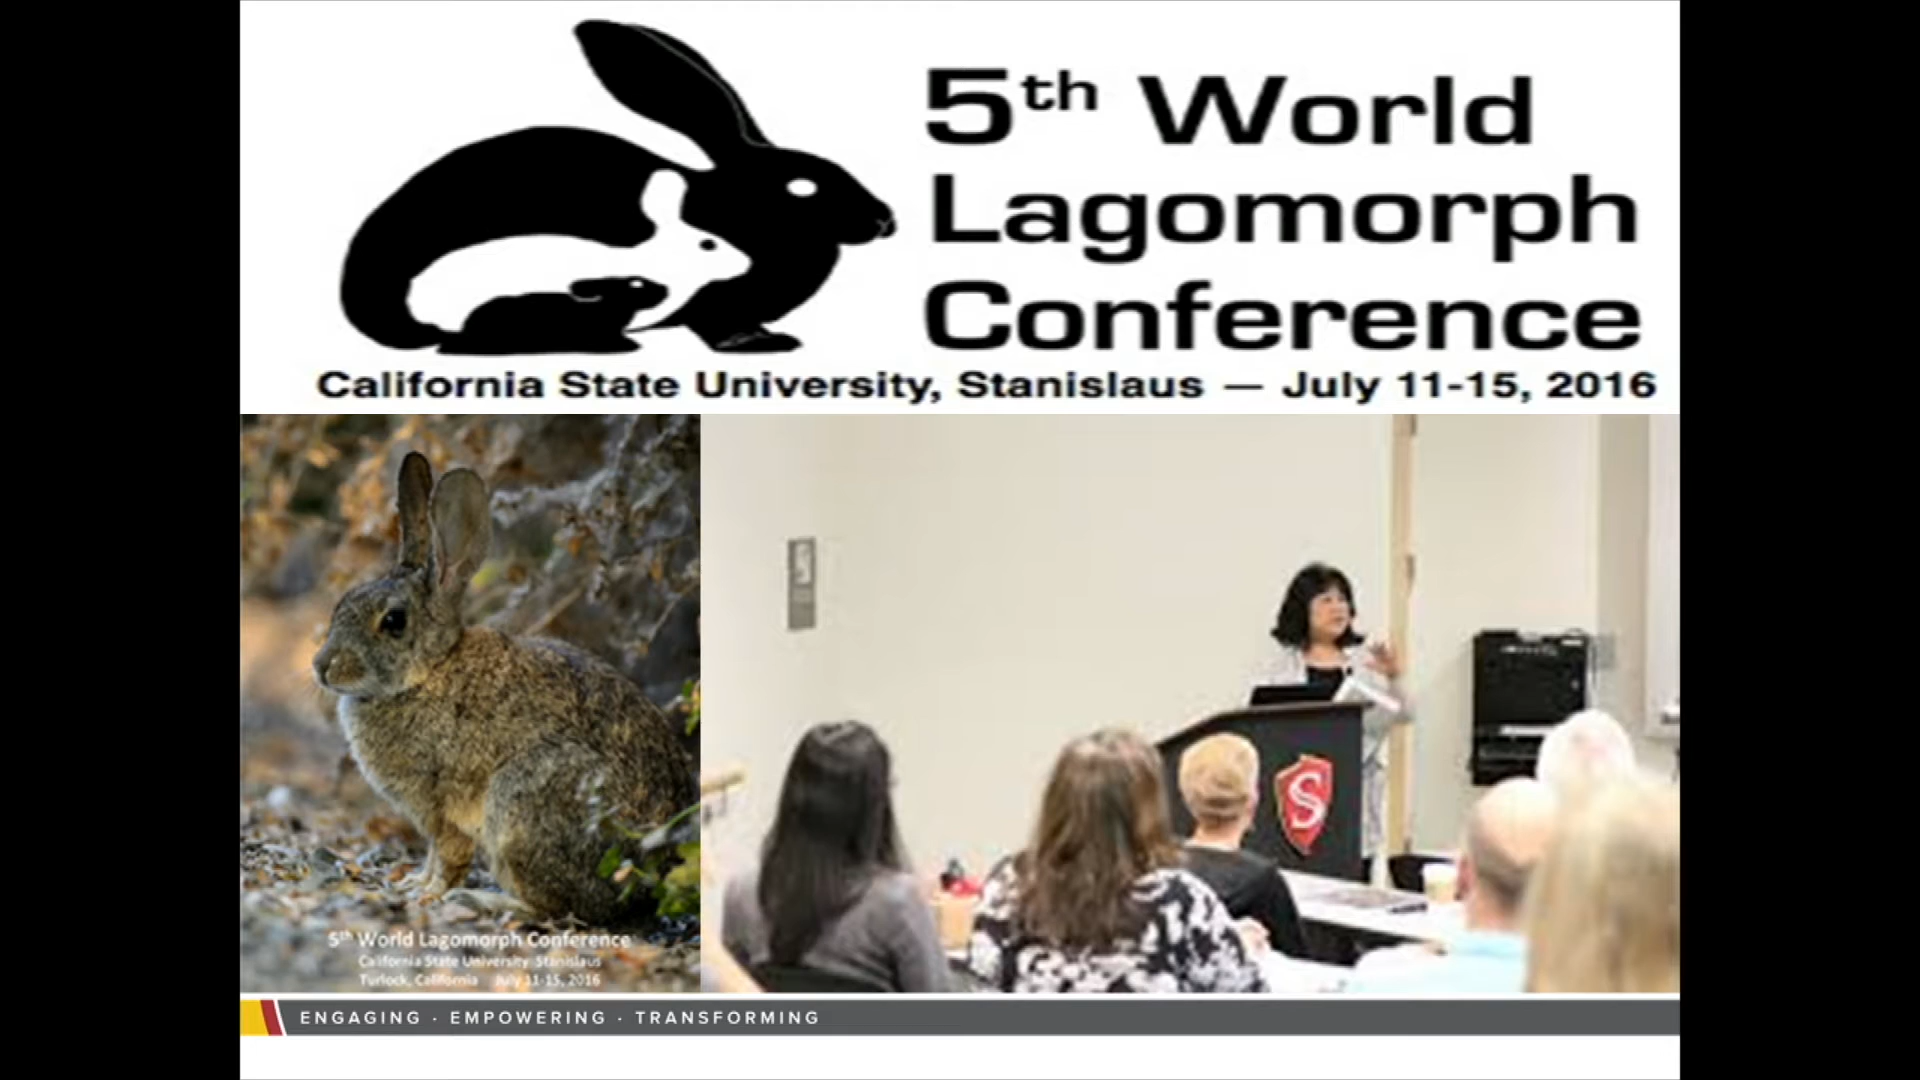 5th World
Lagomorph
Conference
California State University, Stanislaus — July 11-15, 2016
S
5th World Lagomorph Conference
California State University, Stanislaus
Turlock, California July 11-15, 2016
ENGAGING · EMPOWERING · TRANSFORMING